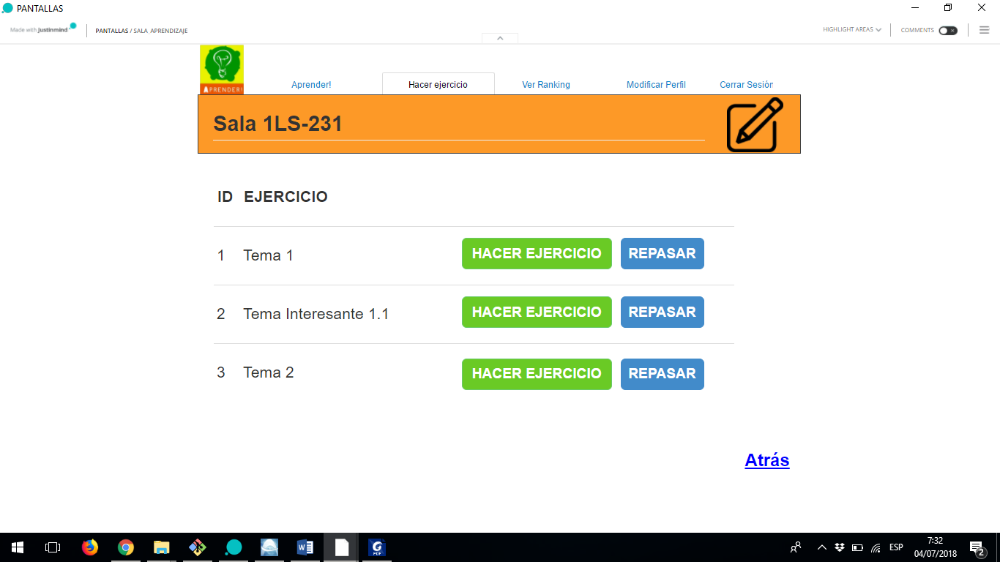 PANTALLAS
Made with justinmind
PANTALLAS / SALA APRENDIZAJE
HIGHLIGHT AREAS
COMMENTS
APRENDER!
Aprender!
Hacer ejercicio
Ver Ranking
Modificar Perfil
Cerrar Sesión
Sala 1LS-231
ID EJERCICIO
1 Tema 1 HACER EJERCICIO REPASAR
2 Tema Interesante 1.1 HACER EJERCICIO REPASAR
3 Tema 2 HACER EJERCICIO REPASAR
Atrás
ESP
7:32
04/07/2018
2
G
PDF